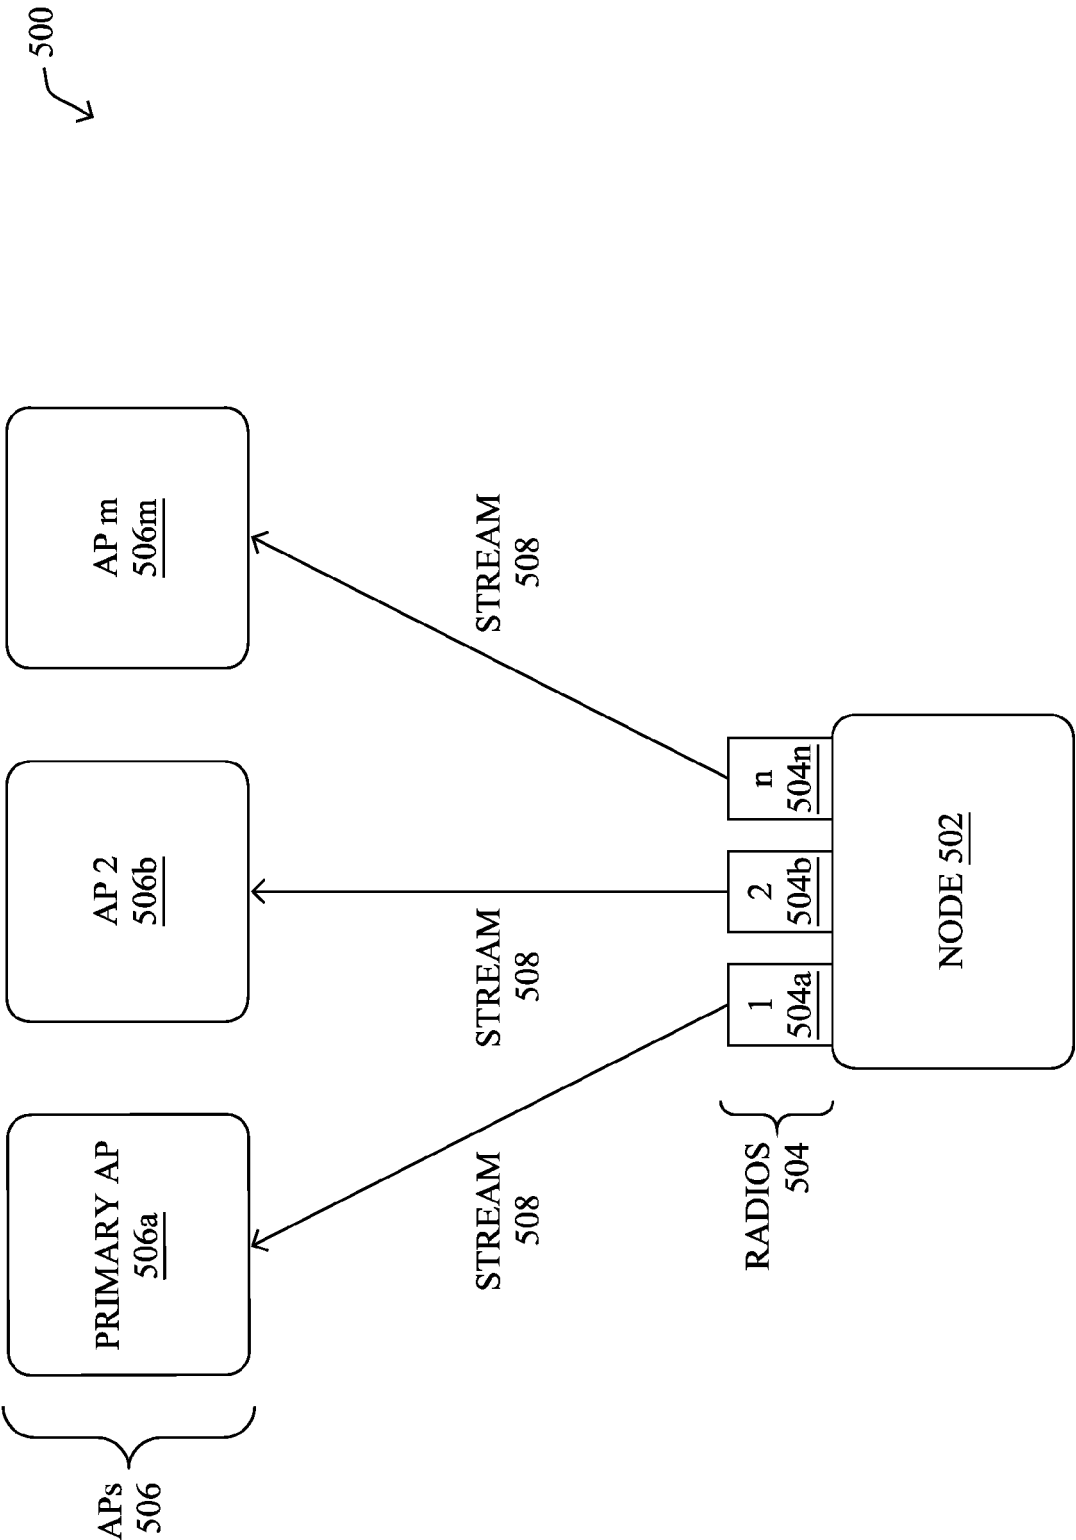 500
APs
506
PRIMARY AP
506a
AP 2
506b
AP m
506m
STREAM
508
STREAM
508
STREAM
508
RADIOS
504
1
504a
2
504b
n
504n
NODE 502